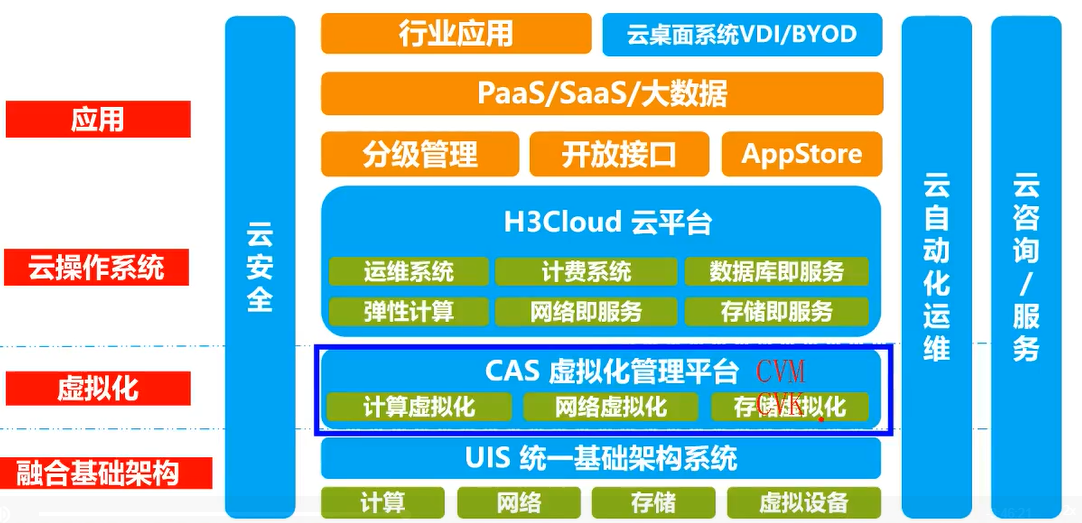 行业应用
云桌面系统VDI/BYOD
PaaS/SaaS/大数据
应用
分级管理
开放接口
AppStore
H3Cloud 云平台
云操作系统
运维系统
计费系统
数据库即服务
弹性计算
网络即服务
存储即服务
云安全
云自动化运维
云咨询/服务
CAS 虚拟化管理平台
CVM
虚拟化
计算虚拟化
网络虚拟化
存储虚拟化
CVK
融合基础架构
UIS 统一基础架构系统
计算
网络
存储
虚拟设备